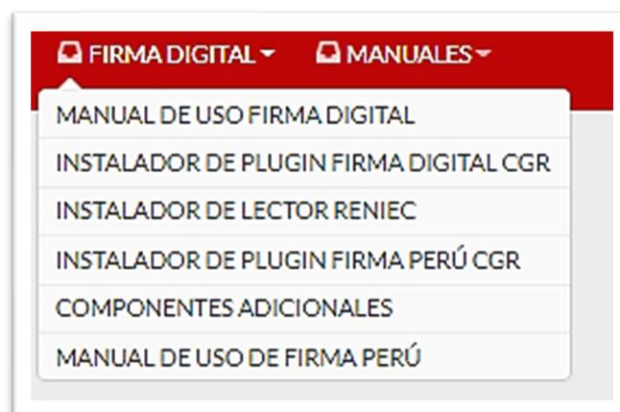 FIRMA DIGITAL MANUALES
MANUAL DE USO FIRMA DIGITAL
INSTALADOR DE PLUGIN FIRMA DIGITAL CGR
INSTALADOR DE LECTOR RENIEC
INSTALADOR DE PLUGIN FIRMA PERÚ CGR
COMPONENTES ADICIONALES
MANUAL DE USO DE FIRMA PERÚ